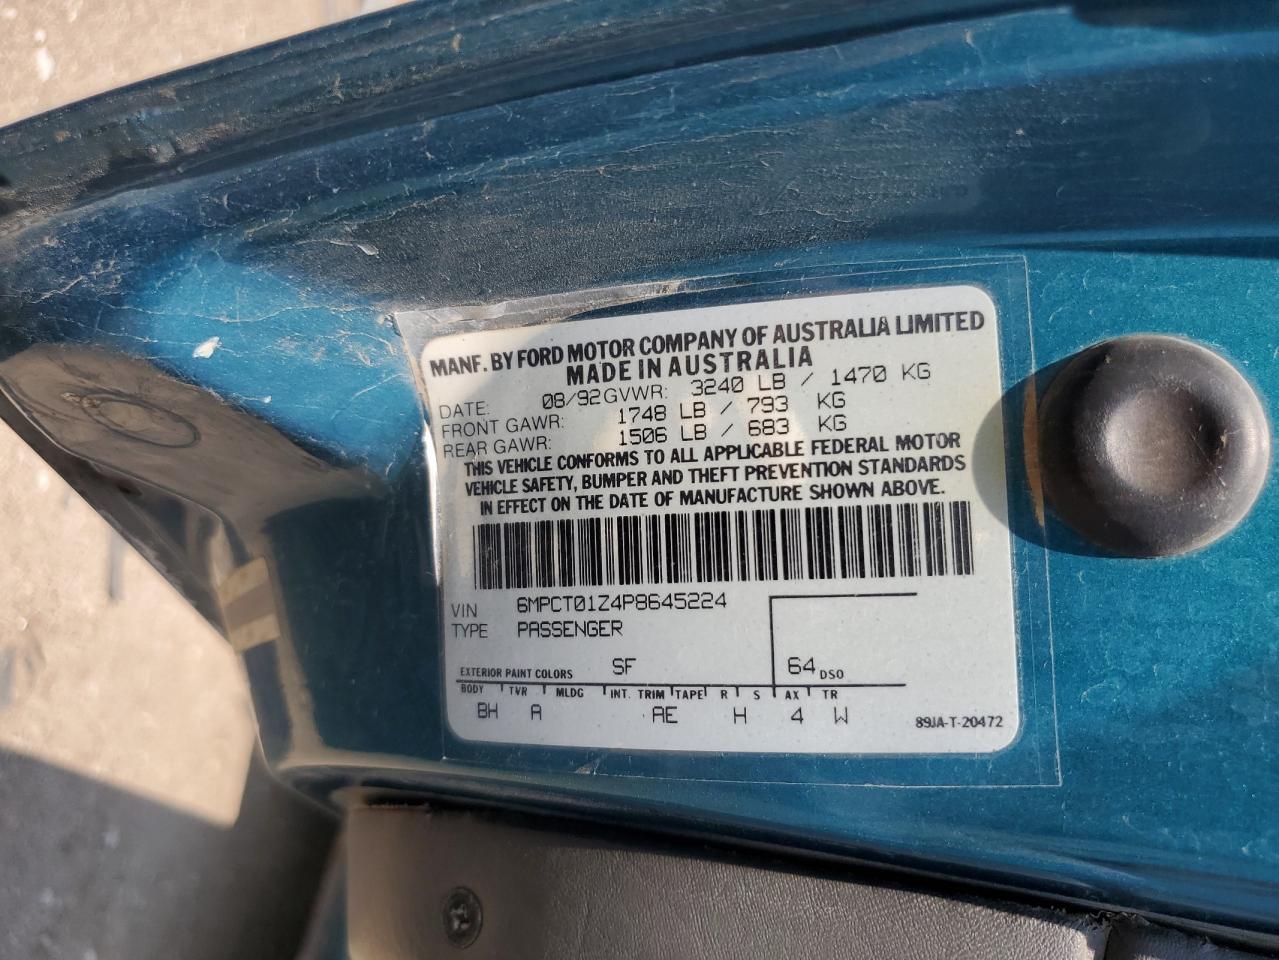 MANF. BY FORD MOTOR COMPANY OF AUSTRALIA LIMITED
MADE IN AUSTRALIA
DATE: 08/92 GVWR: 3240 LB / 1470 KG
FRONT GAWR: 1748 LB / 793 KG
REAR GAWR: 1506 LB / 683 KG
THIS VEHICLE CONFORMS TO ALL APPLICABLE FEDERAL MOTOR
VEHICLE SAFETY, BUMPER AND THEFT PREVENTION STANDARDS
IN EFFECT ON THE DATE OF MANUFACTURE SHOWN ABOVE.
VIN 6MPCT01Z4P8645224
TYPE PASSENGER
EXTERIOR PAINT COLORS SF 64 DSO
BODY TVR MLDG INT. TRIM TAPE R S AX TR
BH A AE H 4 W
89JA-T-20472